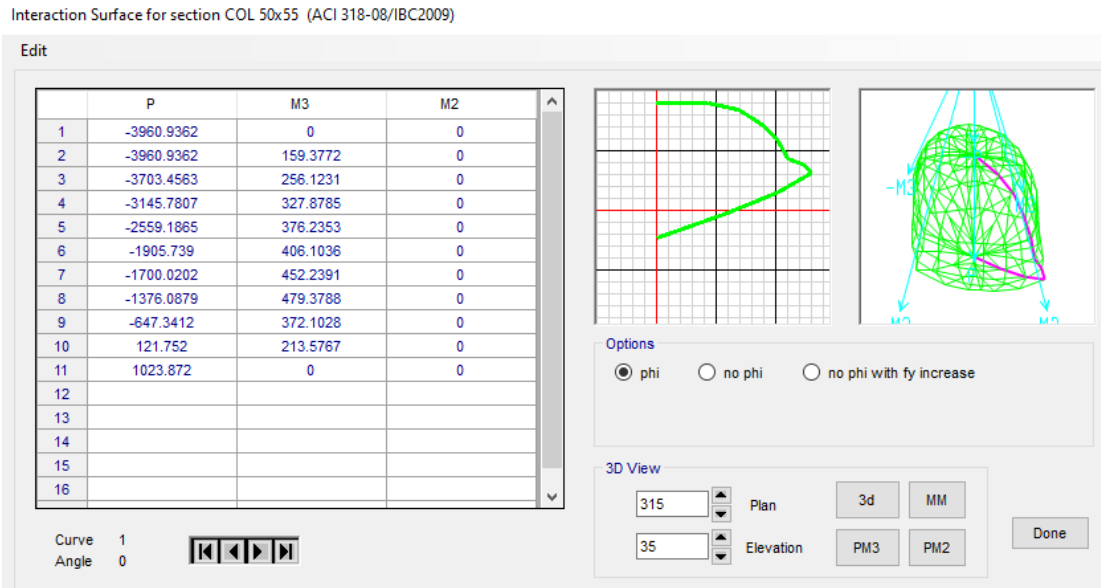 Interaction Surface for section COL 50x55 (ACI 318-08/IBC2009)
Edit
P M3 M2
1 -3960.9362 0 0
2 -3960.9362 159.3772 0
3 -3703.4563 256.1231 0
4 -3145.7807 327.8785 0
5 -2559.1865 376.2353 0
6 -1905.739 406.1036 0
7 -1700.0202 452.2391 0
8 -1376.0879 479.3788 0
9 -647.3412 372.1028 0
10 121.752 213.5767 0
11 1023.872 0 0
12
13
14
15
16
Curve 1
Angle 0
-M3
Options
phi no phi no phi with fy increase
3D View
315 Plan 3d MM
35 Elevation PM3 PM2
Done